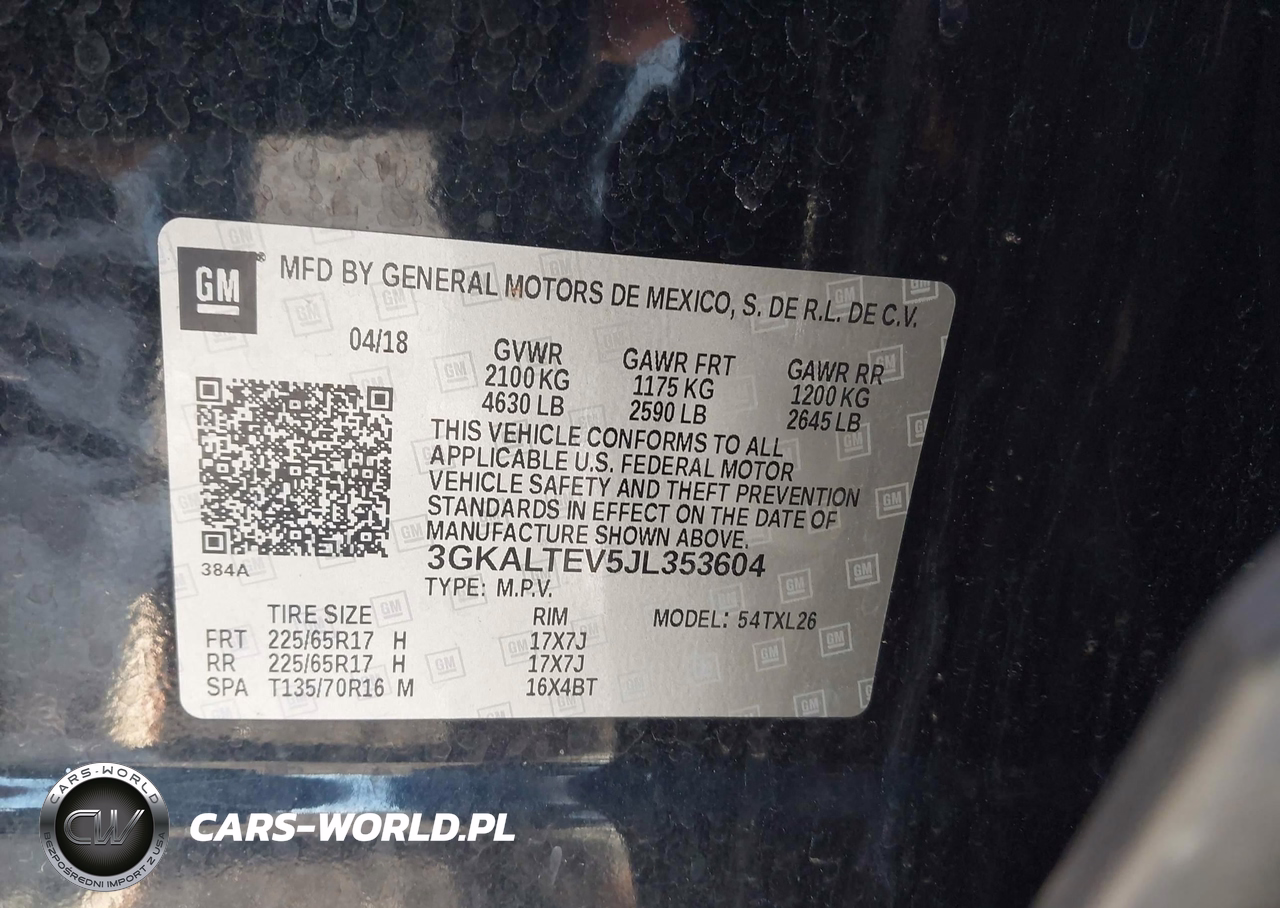 GM® MFD BY GENERAL MOTORS DE MEXICO, S. DE R.L. DE C.V.
04/18
GVWR GAWR FRT GAWR RR
2100 KG 1175 KG 1200 KG
4630 LB 2590 LB 2645 LB
THIS VEHICLE CONFORMS TO ALL
APPLICABLE U.S. FEDERAL MOTOR
VEHICLE SAFETY AND THEFT PREVENTION
STANDARDS IN EFFECT ON THE DATE OF
MANUFACTURE SHOWN ABOVE.
3GKALTEV5JL353604
384A
TYPE: M.P.V.
TIRE SIZE RIM MODEL: 54TXL26
FRT 225/65R17 H 17X7J
RR 225/65R17 H 17X7J
SPA T135/70R16 M 16X4BT
CARS-WORLD
CW
BEZPOŚREDNI IMPORT Z USA
CARS-WORLD.PL